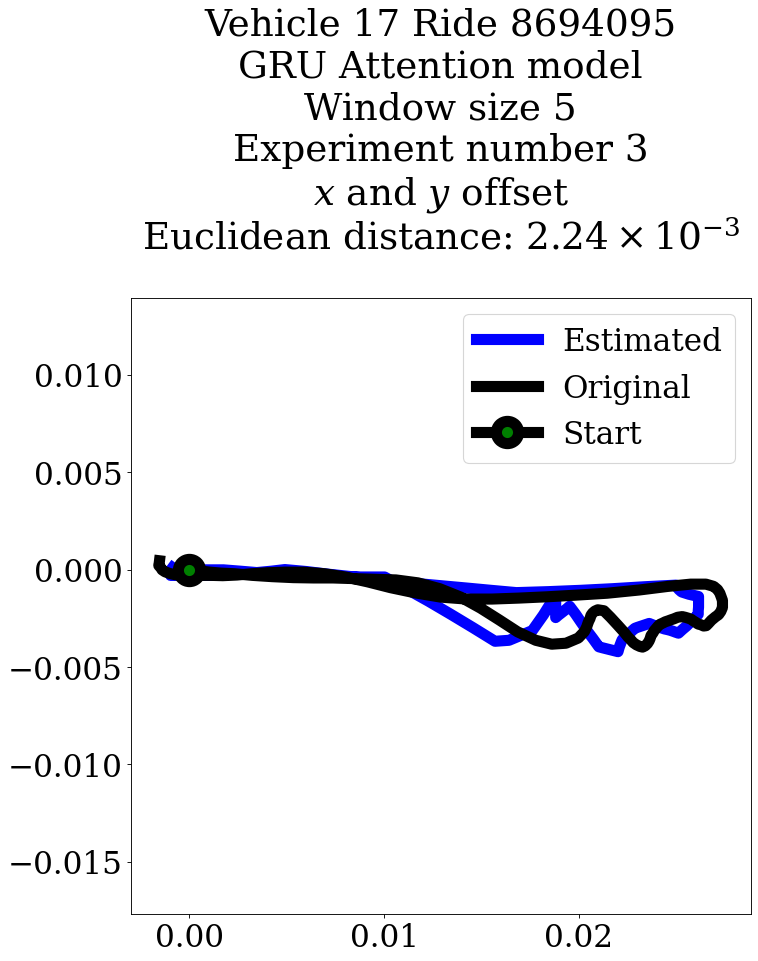 Vehicle 17 Ride 8694095
GRU Attention model
Window size 5
Experiment number 3
x and y offset
Euclidean distance: 2.24 × 10⁻³
Estimated
Original
Start
0.010
0.005
0.000
−0.005
−0.010
−0.015
0.00 0.01 0.02